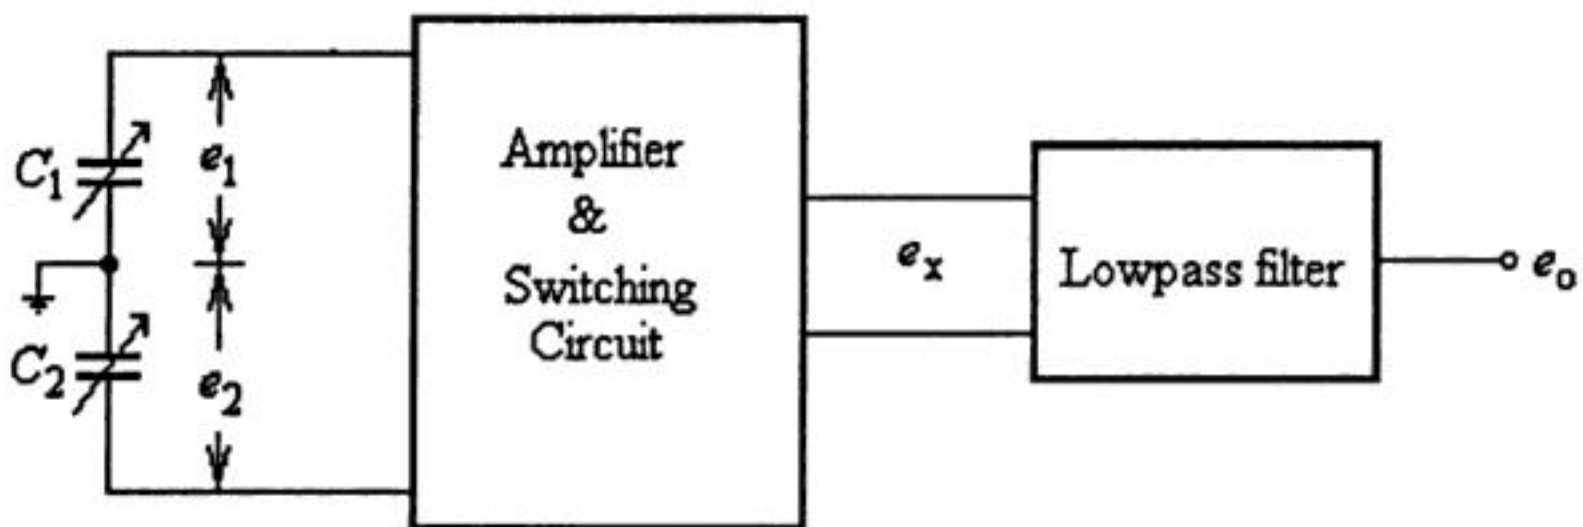 C₁
e₁
C₂
e₂
Amplifier
&
Switching
Circuit
eₓ
Lowpass filter
eₒ